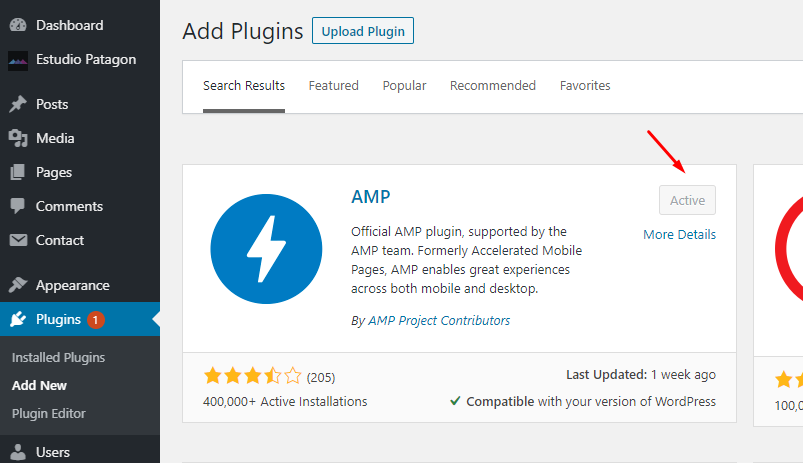 Dashboard
Estudio Patagon
Posts
Media
Pages
Comments
Contact
Appearance
Plugins 1
Installed Plugins
Add New
Plugin Editor
Users
Add Plugins Upload Plugin
Search Results Featured Popular Recommended Favorites
AMP
Active
More Details
Official AMP plugin, supported by the
AMP team. Formerly Accelerated Mobile
Pages, AMP enables great experiences
across both mobile and desktop.
By AMP Project Contributors
(205)
Last Updated: 1 week ago
400,000+ Active Installations
Compatible with your version of WordPress
100,